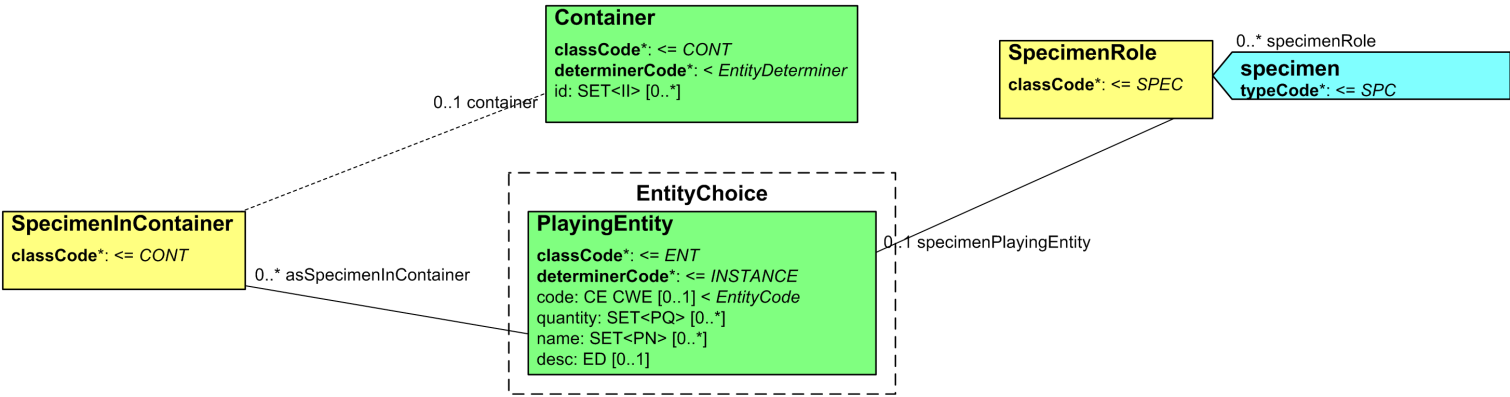 Container
classCode*: <= CONT
determinerCode*: < EntityDeterminer
id: SET<II> [0..*]
0..1 container
SpecimenRole
classCode*: <= SPEC
0..* specimenRole
specimen
typeCode*: <= SPC
EntityChoice
PlayingEntity
classCode*: <= ENT
determinerCode*: <= INSTANCE
code: CE CWE [0..1] < EntityCode
quantity: SET<PQ> [0..*]
name: SET<PN> [0..*]
desc: ED [0..1]
0..1 specimenPlayingEntity
SpecimenInContainer
classCode*: <= CONT
0..* asSpecimenInContainer